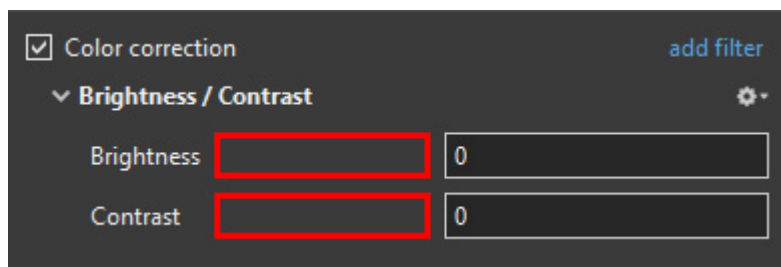 Color correction add filter
Brightness / Contrast
Brightness 0
Contrast 0